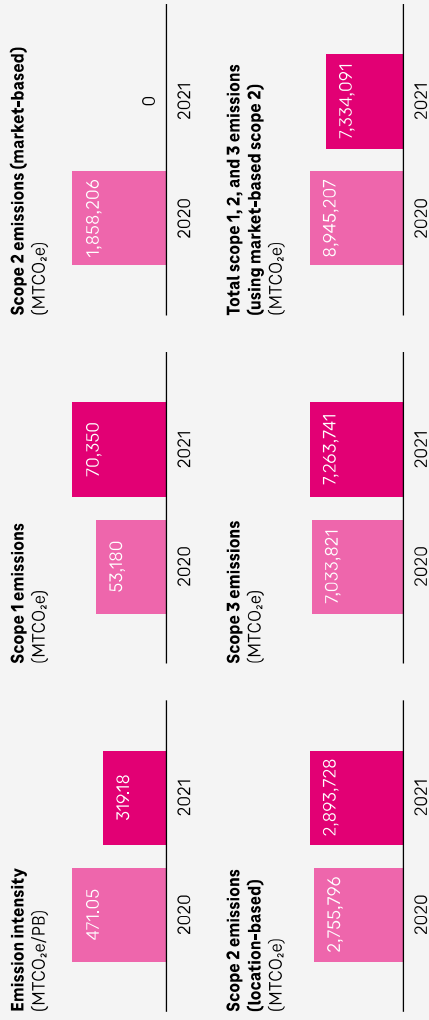 Emission intensity
(MTCO₂e/PB)
471.05
319.18
2020
2021
Scope 1 emissions
(MTCO₂e)
53,180
70,350
2020
2021
Scope 2 emissions (market-based)
(MTCO₂e)
1,858,206
0
2020
2021
Scope 2 emissions
(location-based)
(MTCO₂e)
2,755,796
2,893,728
2020
2021
Scope 3 emissions
(MTCO₂e)
7,033,821
7,263,741
2020
2021
Total scope 1, 2, and 3 emissions
(using market-based scope 2)
(MTCO₂e)
8,945,207
7,334,091
2020
2021